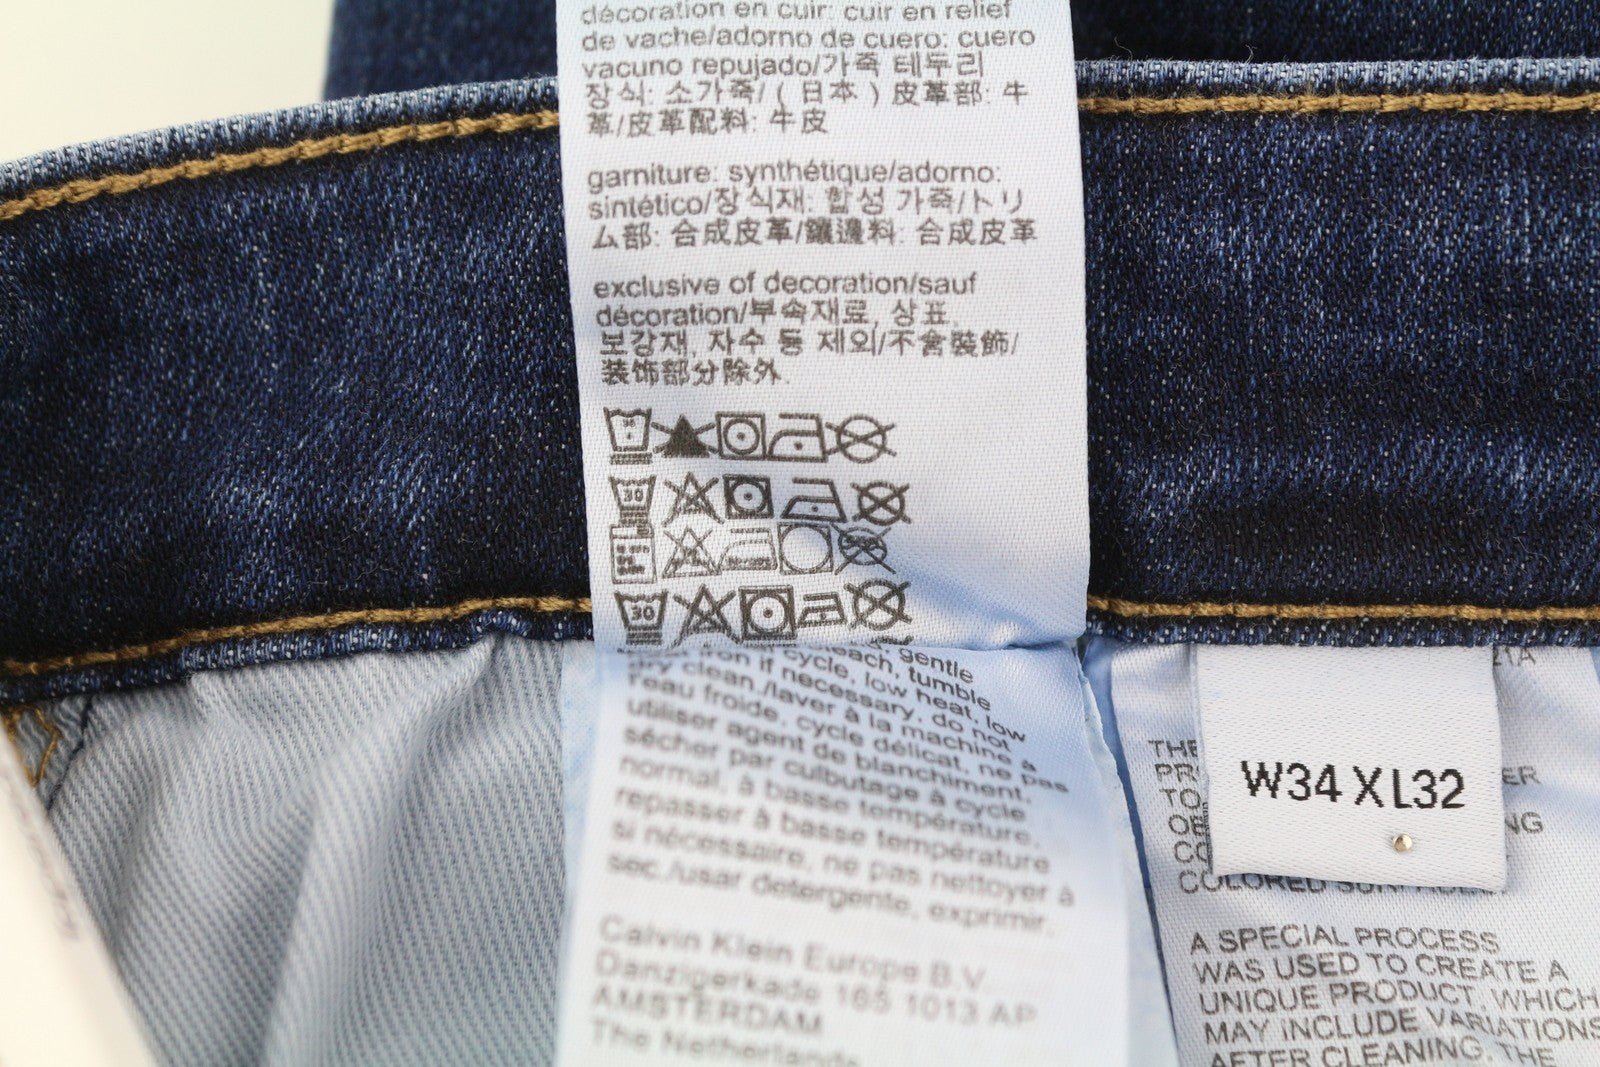 décoration en cuir: cuir en relief
de vache/adorno de cuero: cuero
vacuno repujado/가죽 테두리
장식: 소가죽/ ( 日本 ) 皮革部: 牛
革/皮革配料: 牛皮
garniture: synthétique/adorno:
sintético/장식재: 합성 가죽/トリ
ム部: 合成皮革/鑲邊料: 合成皮革
exclusive of decoration/sauf
décoration/부속재료, 상표,
보강재, 자수 등 제외/不含裝飾/
装饰部分除外.
30
30
gentle
cycle, bleach, tumble
iron if cycle, low heat, low
dry clean./laver à la machine à
l'eau froide, cycle délicat, ne pas
utiliser agent de blanchiment,
sécher par culbutage à cycle
normal, à basse température,
repasser à basse température
si nécessaire, ne pas nettoyer à
sec./usar detergente, exprimir.
Calvin Klein Europe B.V.
Danzigerkade 165 1013 AP
AMSTERDAM
The Netherlands
W34 X L32
THE
PR
TO
COLORED
A SPECIAL PROCESS
WAS USED TO CREATE A
UNIQUE PRODUCT, WHICH
MAY INCLUDE VARIATIONS
AFTER CLEANING. THE